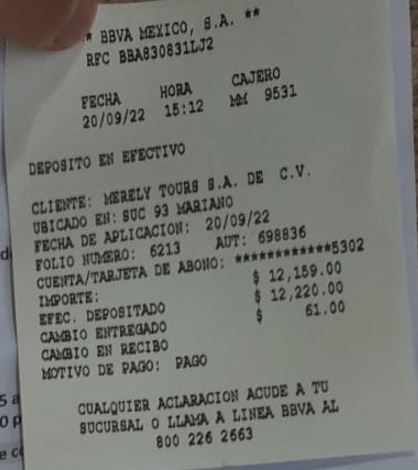 * BBVA MEXICO, S.A. **
RFC BBA830831LJ2
FECHA HORA CAJERO
20/09/22 15:12 MM 9531
DEPOSITO EN EFECTIVO
CLIENTE: MERELY TOURS S.A. DE C.V.
UBICADO EN: SUC 93 MARIANO
FECHA DE APLICACION: 20/09/22
FOLIO NUMERO: 6213 AUT: 698836
CUENTA/TARJETA DE ABONO: ************5302
IMPORTE: $ 12,159.00
EFEC. DEPOSITADO $ 12,220.00
CAMBIO ENTREGADO $ 61.00
CAMBIO EN RECIBO
MOTIVO DE PAGO: PAGO
CUALQUIER ACLARACION ACUDE A TU
SUCURSAL O LLAMA A LINEA BBVA AL
800 226 2663